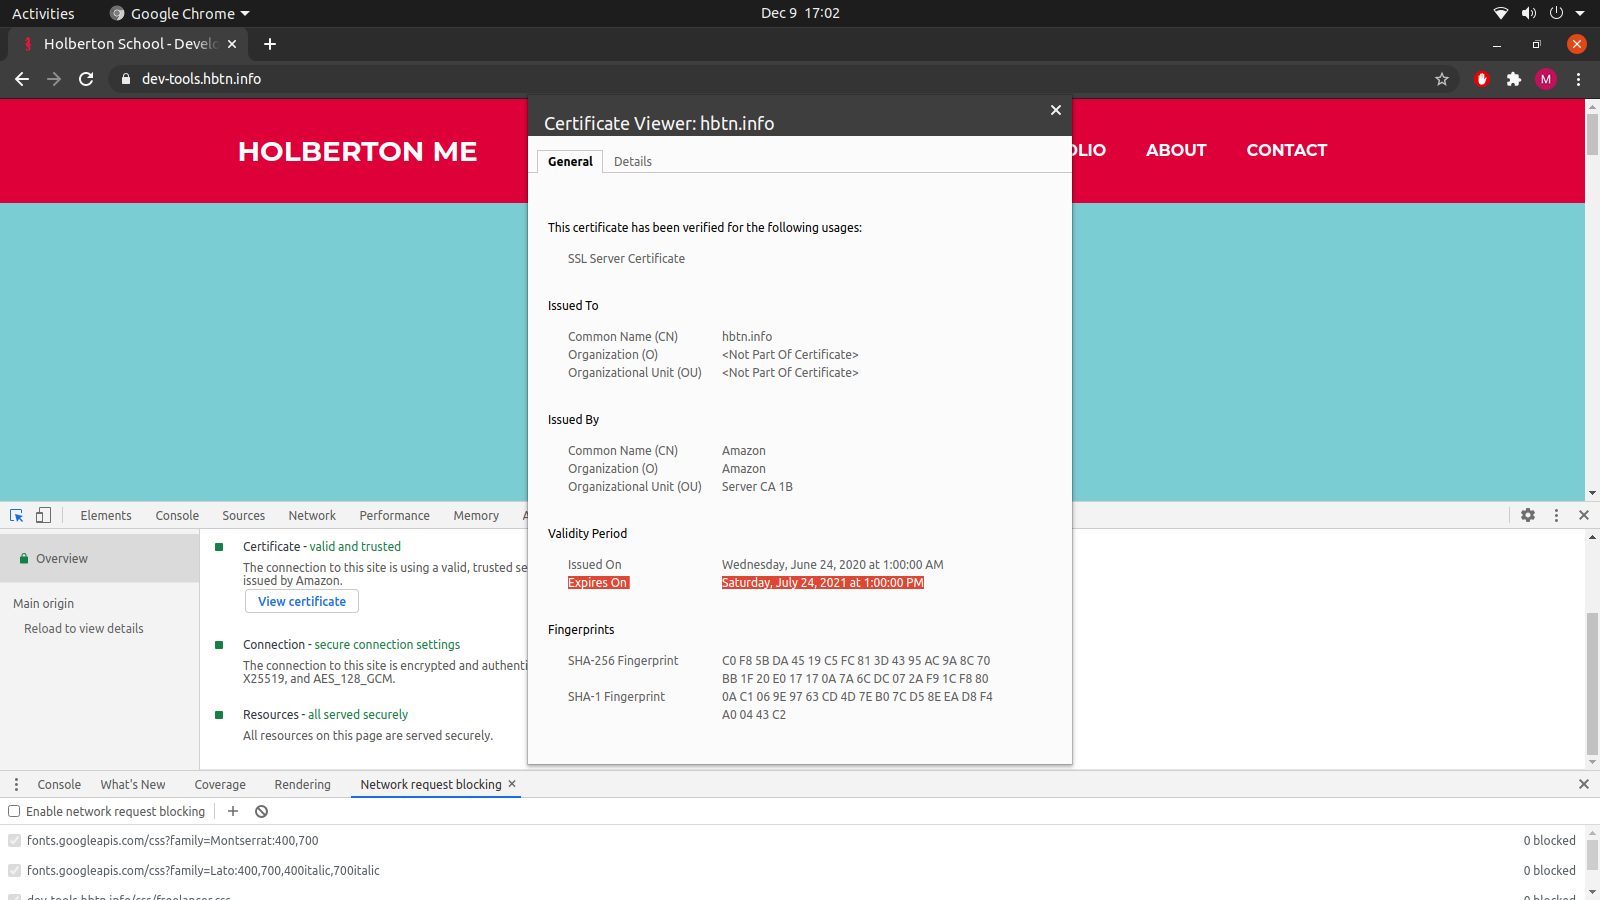 Activities
Google Chrome
Dec 9 17:02
Holberton School - Develo
dev-tools.hbtn.info
M
HOLBERTON ME
OLIO
ABOUT
CONTACT
Certificate Viewer: hbtn.info
General
Details
This certificate has been verified for the following usages:
SSL Server Certificate
Issued To
Common Name (CN) hbtn.info
Organization (O) <Not Part Of Certificate>
Organizational Unit (OU) <Not Part Of Certificate>
Issued By
Common Name (CN) Amazon
Organization (O) Amazon
Organizational Unit (OU) Server CA 1B
Validity Period
Issued On Wednesday, June 24, 2020 at 1:00:00 AM
Expires On Saturday, July 24, 2021 at 1:00:00 PM
Fingerprints
SHA-256 Fingerprint C0 F8 5B DA 45 19 C5 FC 81 3D 43 95 AC 9A 8C 70
BB 1F 20 E0 17 17 0A 7A 6C DC 07 2A F9 1C F8 80
SHA-1 Fingerprint 0A C1 06 9E 97 63 CD 4D 7E B0 7C D5 8E EA D8 F4
A0 04 43 C2
Elements Console Sources Network Performance Memory
Overview
Main origin
Reload to view details
Certificate - valid and trusted
The connection to this site is using a valid, trusted se
issued by Amazon.
View certificate
Connection - secure connection settings
The connection to this site is encrypted and authenti
X25519, and AES_128_GCM.
Resources - all served securely
All resources on this page are served securely.
Console What's New Coverage Rendering Network request blocking
Enable network request blocking
fonts.googleapis.com/css?family=Montserrat:400,700 0 blocked
fonts.googleapis.com/css?family=Lato:400,700,400italic,700italic 0 blocked
dev-tools.hbtn.info/css/freelancer.css 0 blocked